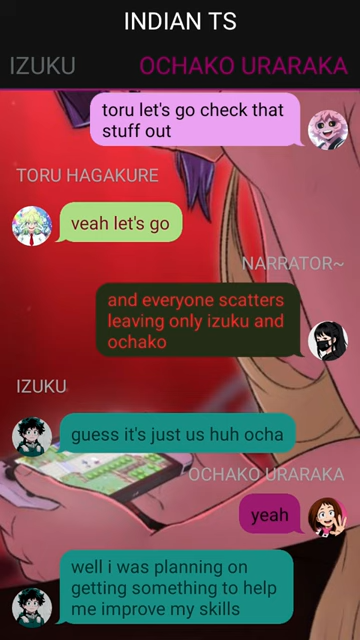 INDIAN TS
IZUKU
OCHAKO URARAKA
toru let's go check that
stuff out
TORU HAGAKURE
yeah let's go
NARRATOR~
and everyone scatters
leaving only izuku and
ochako
IZUKU
guess it's just us huh ocha
OCHAKO URARAKA
yeah
well i was planning on
getting something to help
me improve my skills